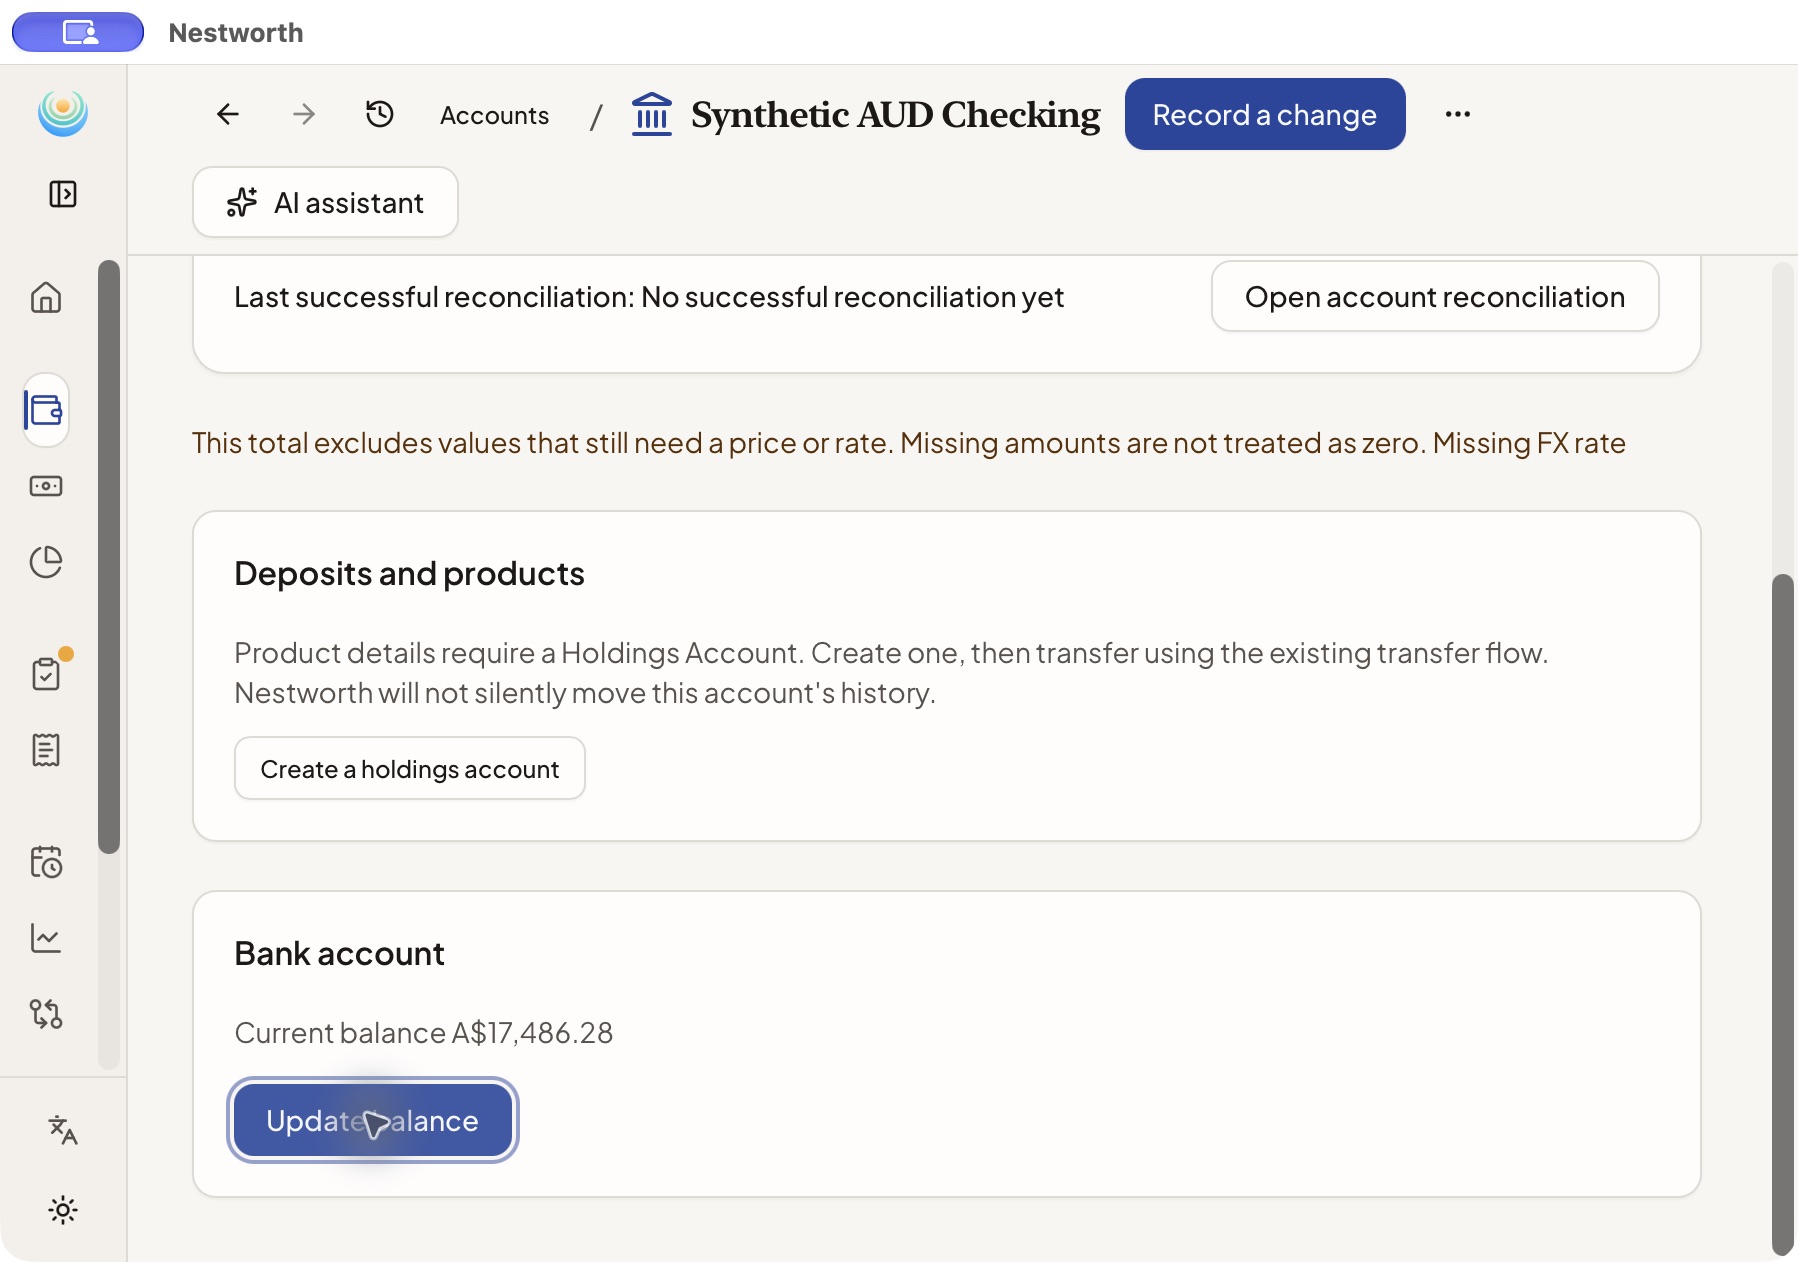 Nestworth
Accounts / Synthetic AUD Checking
Record a change
AI assistant
Last successful reconciliation: No successful reconciliation yet
Open account reconciliation
This total excludes values that still need a price or rate. Missing amounts are not treated as zero. Missing FX rate
Deposits and products
Product details require a Holdings Account. Create one, then transfer using the existing transfer flow.
Nestworth will not silently move this account's history.
Create a holdings account
Bank account
Current balance A$17,486.28
Update balance